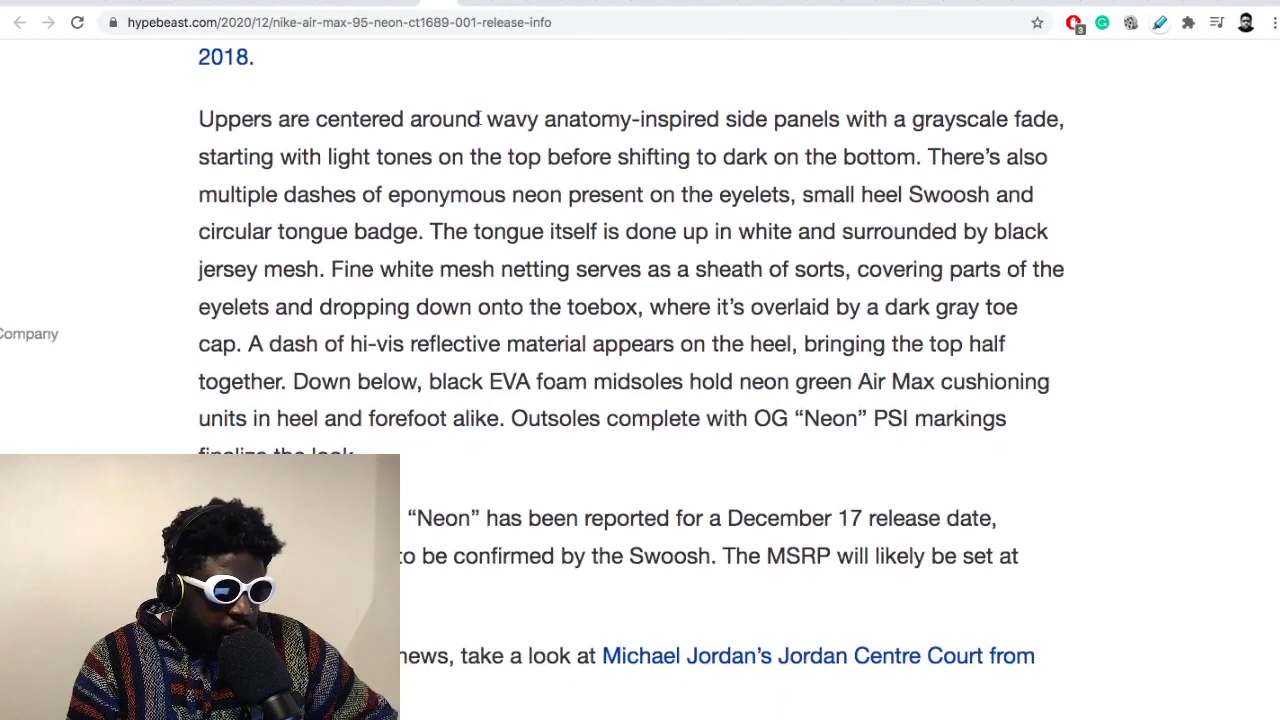 hypebeast.com/2020/12/nike-air-max-95-neon-ct1689-001-release-info
3
2018.
Uppers are centered around wavy anatomy-inspired side panels with a grayscale fade,
starting with light tones on the top before shifting to dark on the bottom. There’s also
multiple dashes of eponymous neon present on the eyelets, small heel Swoosh and
circular tongue badge. The tongue itself is done up in white and surrounded by black
jersey mesh. Fine white mesh netting serves as a sheath of sorts, covering parts of the
eyelets and dropping down onto the toebox, where it’s overlaid by a dark gray toe
Company
cap. A dash of hi-vis reflective material appears on the heel, bringing the top half
together. Down below, black EVA foam midsoles hold neon green Air Max cushioning
units in heel and forefoot alike. Outsoles complete with OG “Neon” PSI markings
finalize the look.
“Neon” has been reported for a December 17 release date,
to be confirmed by the Swoosh. The MSRP will likely be set at
news, take a look at Michael Jordan’s Jordan Centre Court from